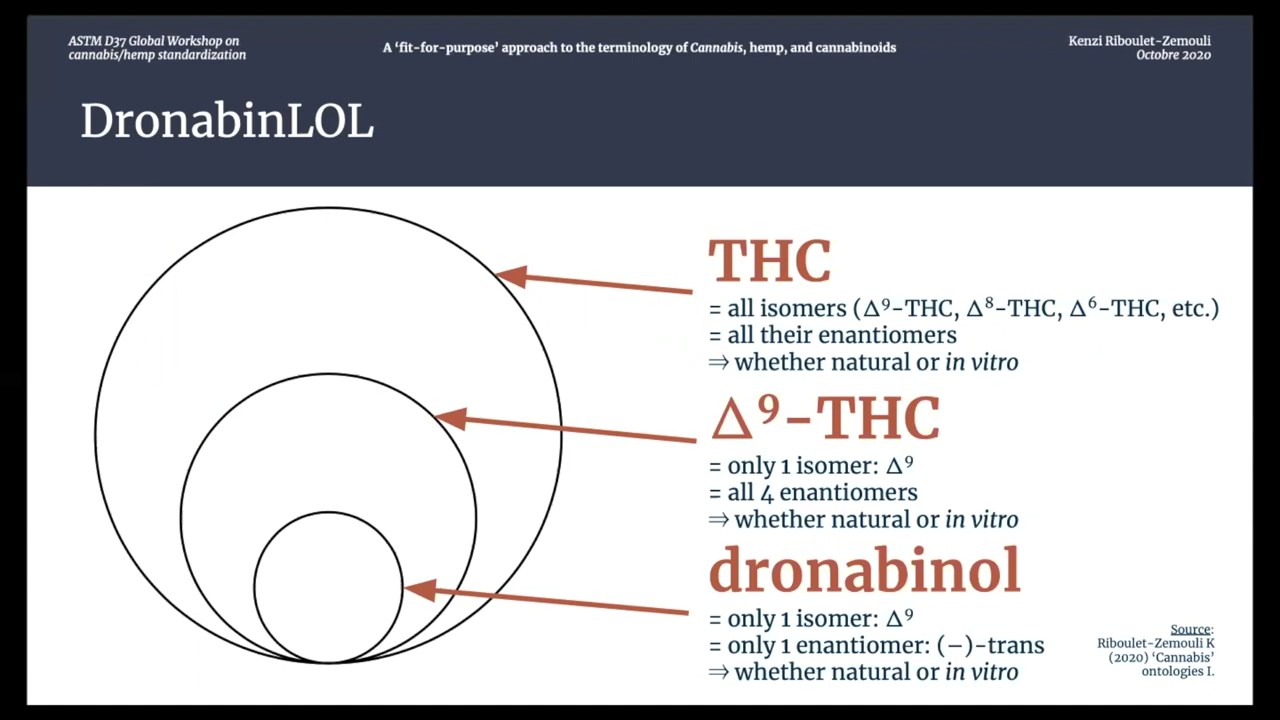 ASTM D37 Global Workshop on
cannabis/hemp standardization
A ‘fit-for-purpose’ approach to the terminology of Cannabis, hemp, and cannabinoids
Kenzi Riboulet-Zemouli
Octobre 2020
DronabinLOL
THC
= all isomers (Δ⁹-THC, Δ⁸-THC, Δ⁶-THC, etc.)
= all their enantiomers
⇒ whether natural or in vitro
Δ⁹-THC
= only 1 isomer: Δ⁹
= all 4 enantiomers
⇒ whether natural or in vitro
dronabinol
= only 1 isomer: Δ⁹
= only 1 enantiomer: (−)-trans
⇒ whether natural or in vitro
Source:
Riboulet-Zemouli K
(2020) ‘Cannabis’
ontologies I.